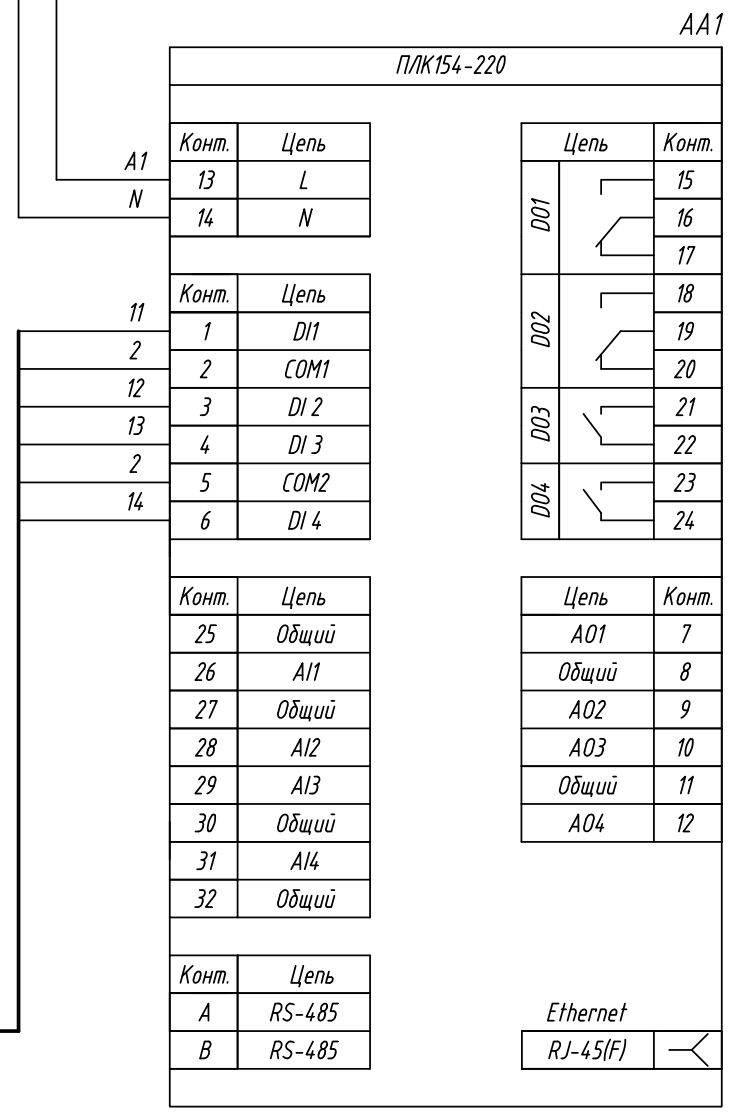 AA1
ПЛК154-220
Конт. Цепь
A1 13 L
N 14 N
Цепь Конт.
DO1 15
16
17
DO2 18
19
20
DO3 21
22
DO4 23
24
Конт. Цепь
11 1 DI1
2 2 COM1
12 3 DI 2
13 4 DI 3
2 5 COM2
14 6 DI 4
Конт. Цепь
25 Общий
26 AI1
27 Общий
28 AI2
29 AI3
30 Общий
31 AI4
32 Общий
Цепь Конт.
AO1 7
Общий 8
AO2 9
AO3 10
Общий 11
AO4 12
Конт. Цепь
A RS-485
B RS-485
Ethernet
RJ-45(F)